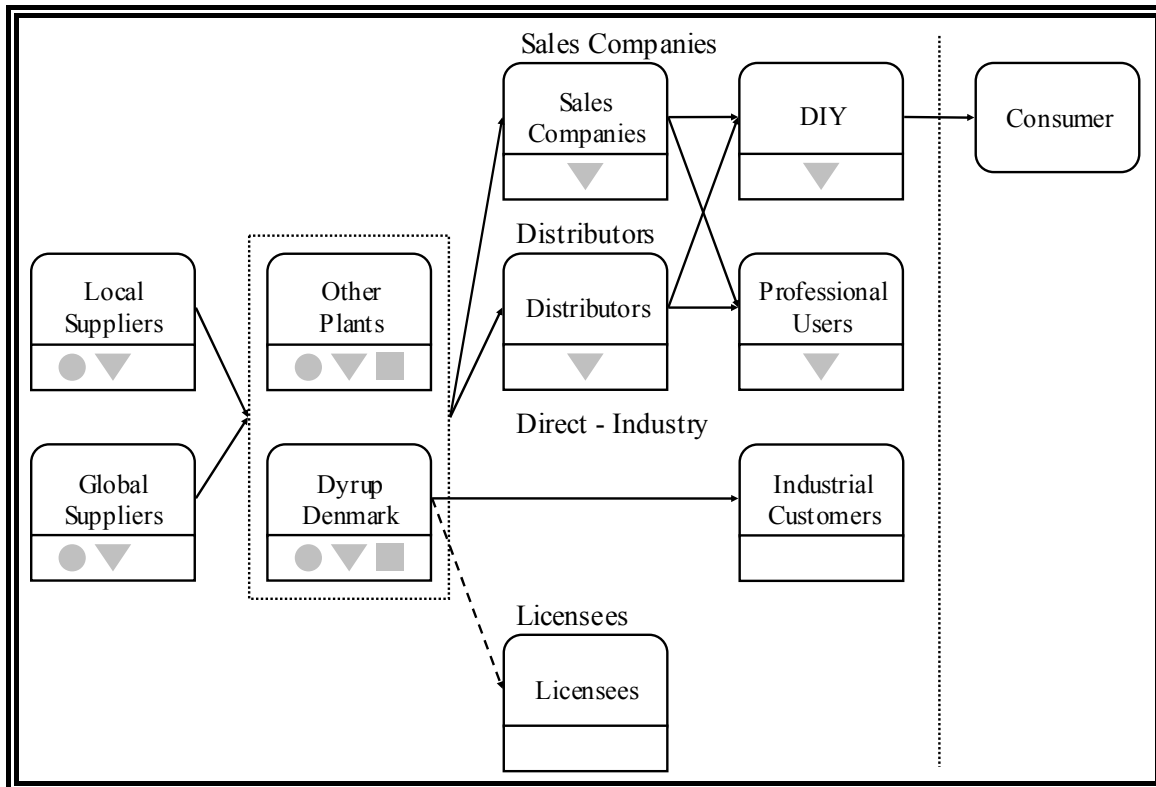 Sales Companies
Sales
Companies
DIY
Consumer
Distributors
Local
Suppliers
Other
Plants
Distributors
Professional
Users
Direct - Industry
Global
Suppliers
Dyrup
Denmark
Industrial
Customers
Licensees
Licensees